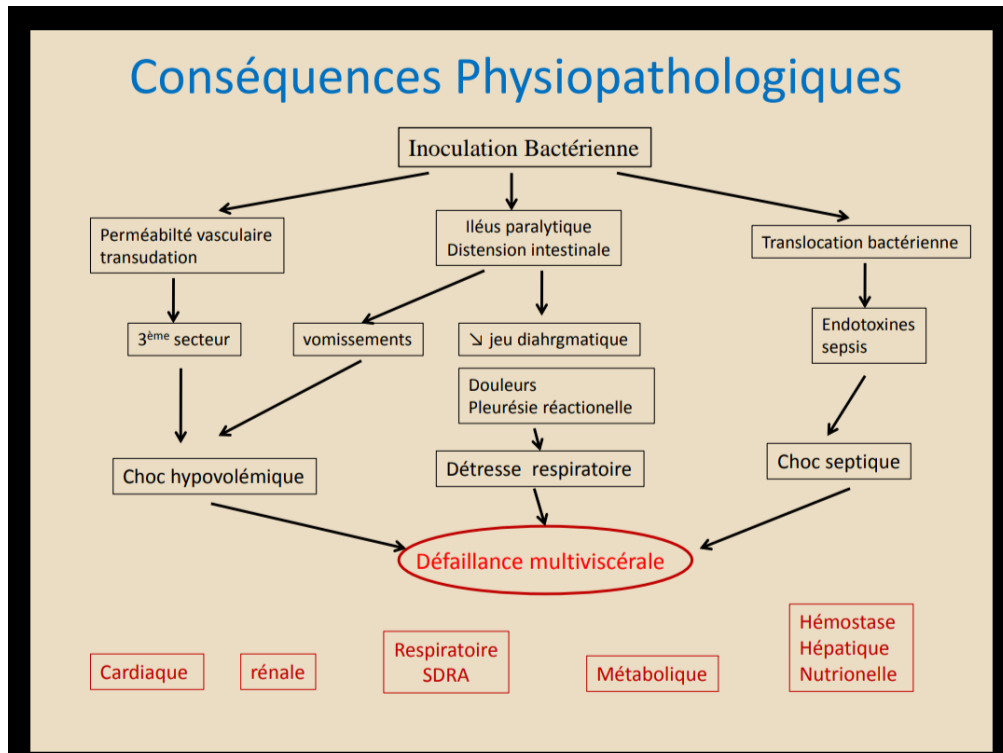 Conséquences Physiopathologiques
Inoculation Bactérienne
Perméabilté vasculaire
transudation
Iléus paralytique
Distension intestinale
Translocation bactérienne
3ème secteur
vomissements
↘ jeu diahrgmatique
Endotoxines
sepsis
Douleurs
Pleurésie réactionelle
Choc hypovolémique
Détresse respiratoire
Choc septique
Défaillance multiviscérale
Cardiaque
rénale
Respiratoire
SDRA
Métabolique
Hémostase
Hépatique
Nutrionelle